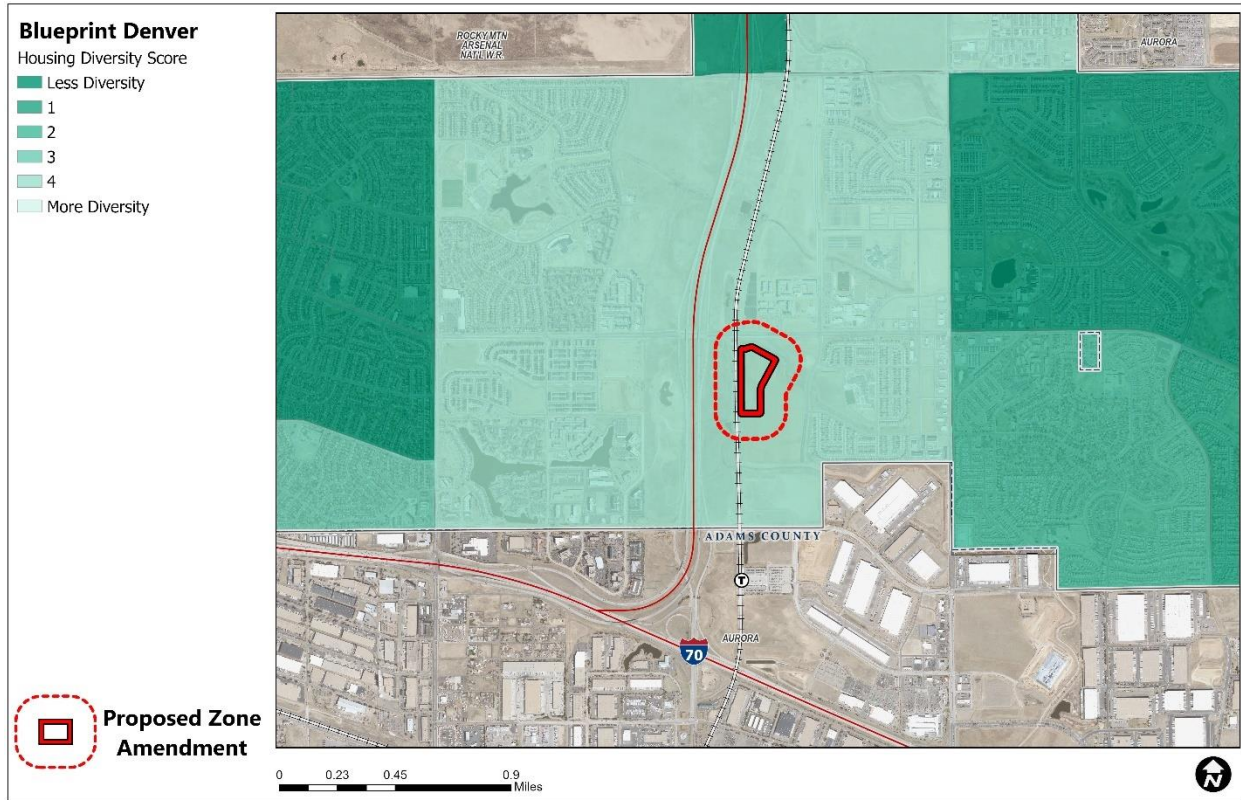 Blueprint Denver
Housing Diversity Score
Less Diversity
1
2
3
4
More Diversity
ROCKY MTN
ARSENAL
NAT'L W.R.
AURORA
ADAMS COUNTY
T
AURORA
70
Proposed Zone
Amendment
0 0.23 0.45 0.9
Miles